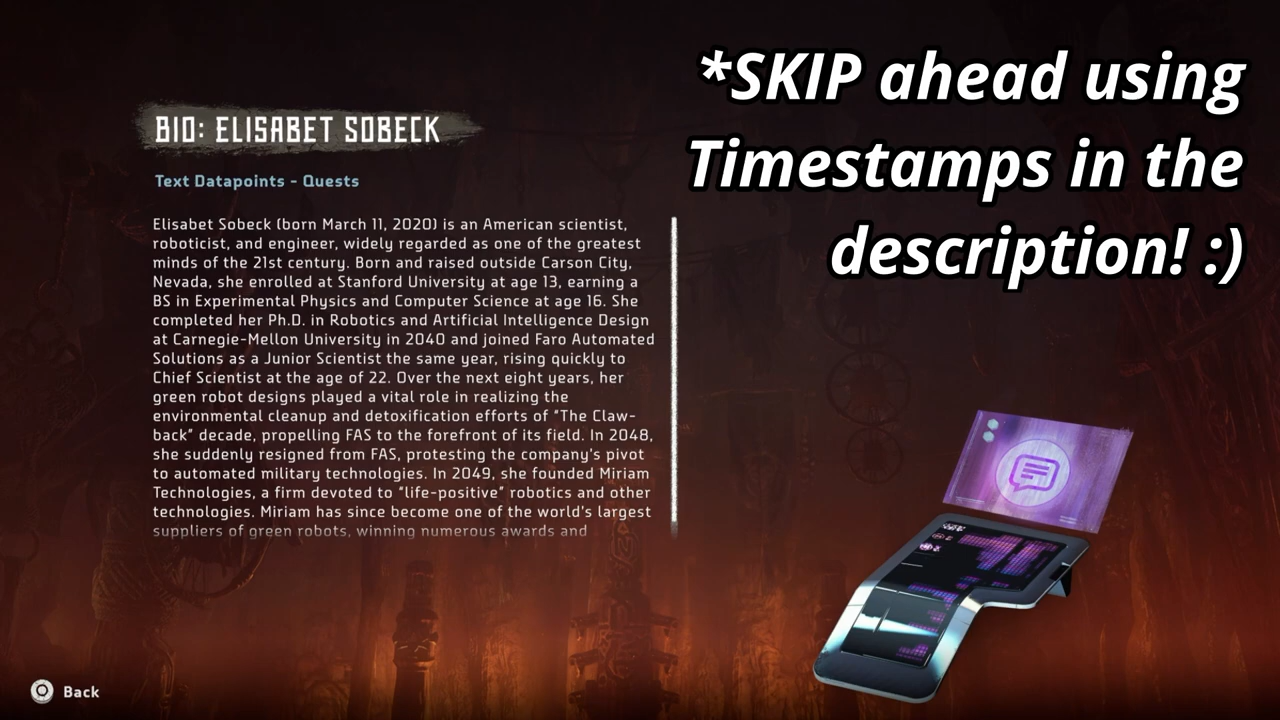 *SKIP ahead using
Timestamps in the
description! :)
BIO: ELISABET SOBECK
Text Datapoints - Quests
Elisabet Sobeck (born March 11, 2020) is an American scientist,
roboticist, and engineer, widely regarded as one of the greatest
minds of the 21st century. Born and raised outside Carson City,
Nevada, she enrolled at Stanford University at age 13, earning a
BS in Experimental Physics and Computer Science at age 16. She
completed her Ph.D. in Robotics and Artificial Intelligence Design
at Carnegie-Mellon University in 2040 and joined Faro Automated
Solutions as a Junior Scientist the same year, rising quickly to
Chief Scientist at the age of 22. Over the next eight years, her
green robot designs played a vital role in realizing the
environmental cleanup and detoxification efforts of "The Claw-
back" decade, propelling FAS to the forefront of its field. In 2048,
she suddenly resigned from FAS, protesting the company's pivot
to automated military technologies. In 2049, she founded Miriam
Technologies, a firm devoted to "life-positive" robotics and other
technologies. Miriam has since become one of the world's largest
suppliers of green robots, winning numerous awards and
Back